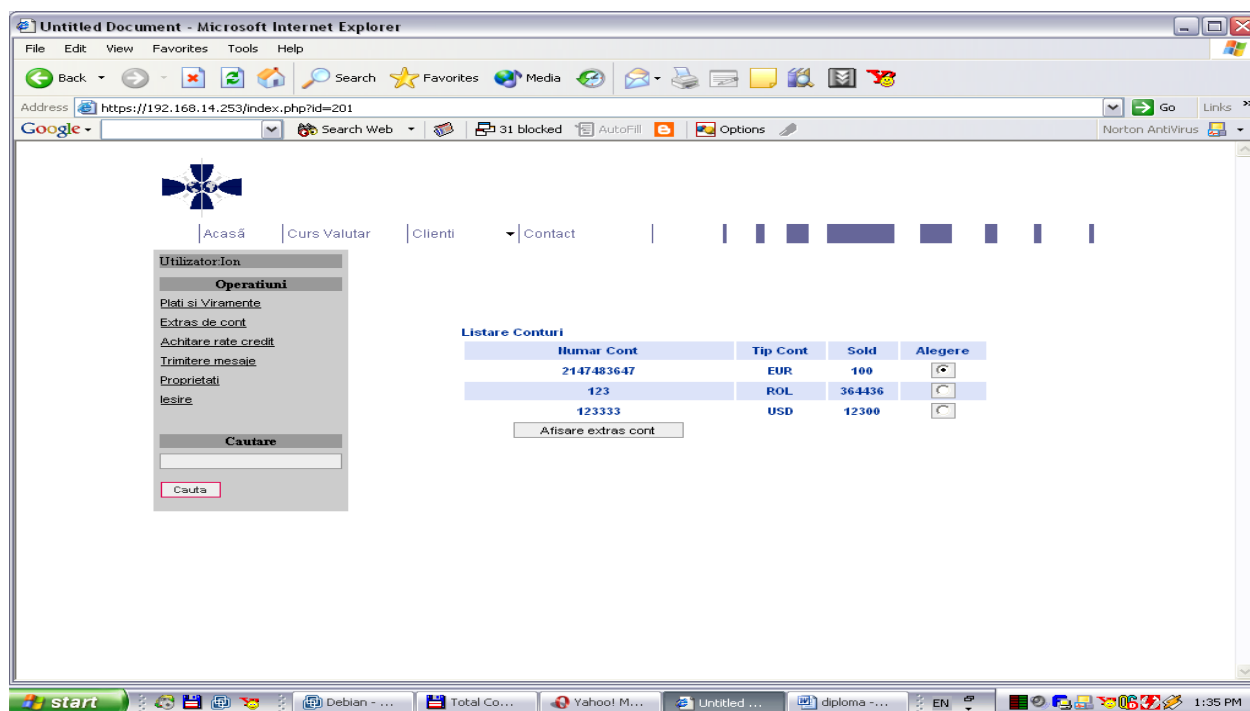 Untitled Document - Microsoft Internet Explorer
File Edit View Favorites Tools Help
Back Search Favorites Media
Address https://192.168.14.253/index.php?id=201 Go Links »
Google Search Web 31 blocked AutoFill Options Norton AntiVirus
Acasă Curs Valutar Clienti Contact
Utilizator:Ion
Operatiuni
Plati si Viramente
Extras de cont
Achitare rate credit
Trimitere mesaje
Proprietati
Iesire
Cautare
Cauta
Listare Conturi
Numar Cont Tip Cont Sold Alegere
2147483647 EUR 100
123 ROL 364436
123333 USD 12300
Afisare extras cont
start Debian - ... Total Co... Yahoo! M... Untitled ... diploma -... EN 1:35 PM